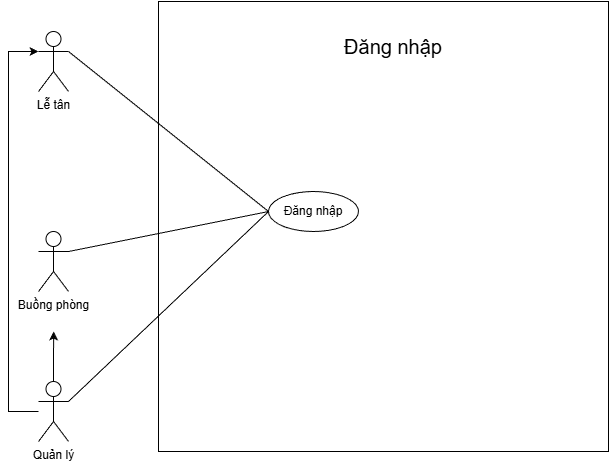 Đăng nhập
Lễ tân
Đăng nhập
Buồng phòng
Quản lý